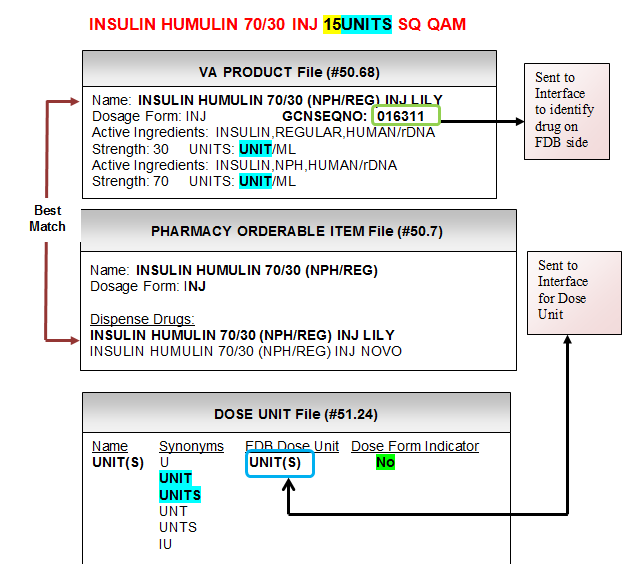 INSULIN HUMULIN 70/30 INJ 15UNITS SQ QAM
VA PRODUCT File (#50.68)
Name: INSULIN HUMULIN 70/30 (NPH/REG) INJ LILY
Dosage Form: INJ GCNSEQNO: 016311
Active Ingredients: INSULIN,REGULAR,HUMAN/rDNA
Strength: 30 UNITS: UNIT/ML
Active Ingredients: INSULIN,NPH,HUMAN/rDNA
Strength: 70 UNITS: UNIT/ML
Sent to
Interface
to identify
drug on
FDB side
Best
Match
PHARMACY ORDERABLE ITEM File (#50.7)
Name: INSULIN HUMULIN 70/30 (NPH/REG)
Dosage Form: INJ
Dispense Drugs:
INSULIN HUMULIN 70/30 (NPH/REG) INJ LILY
INSULIN HUMULIN 70/30 (NPH/REG) INJ NOVO
Sent to
Interface
for Dose
Unit
DOSE UNIT File (#51.24)
Name Synonyms FDB Dose Unit Dose Form Indicator
UNIT(S) U UNIT(S) No
UNIT
UNITS
UNT
UNTS
IU